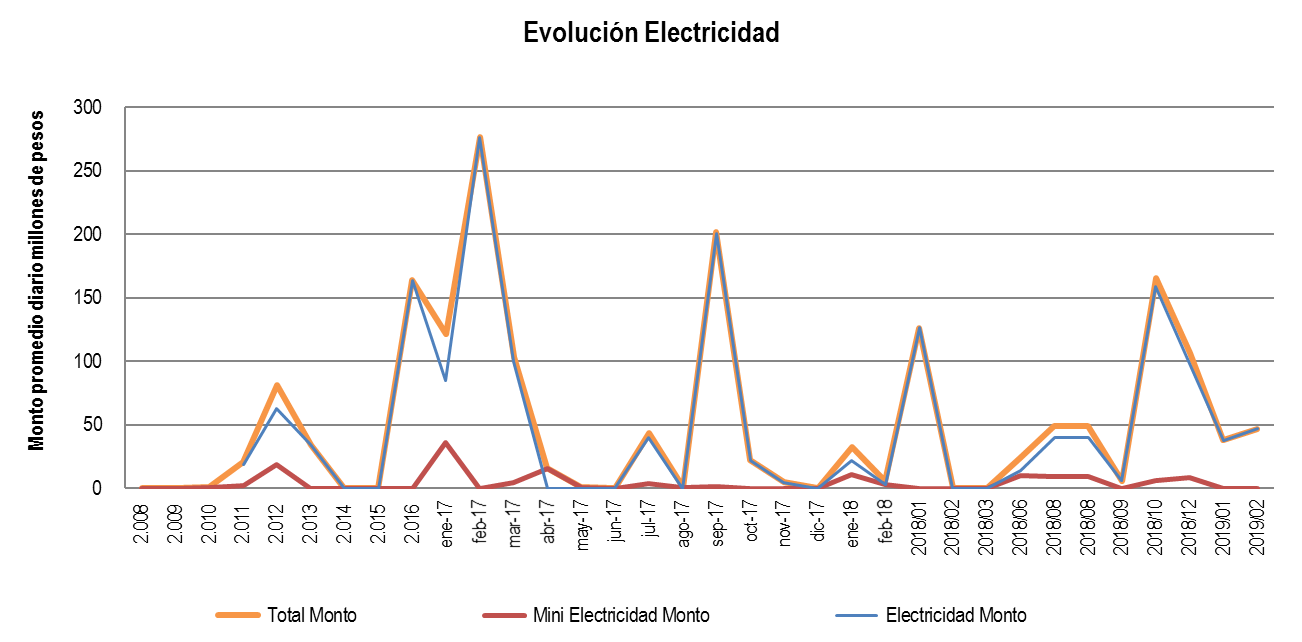 Evolución Electricidad
Monto promedio diario millones de pesos
300
250
200
150
100
50
0
2.008
2.009
2.010
2.011
2.012
2.013
2.014
2.015
2.016
ene-17
feb-17
mar-17
abr-17
may-17
jun-17
jul-17
ago-17
sep-17
oct-17
nov-17
dic-17
ene-18
feb-18
2018/01
2018/02
2018/03
2018/06
2018/08
2018/08
2018/09
2018/10
2018/12
2019/01
2019/02
Total Monto
Mini Electricidad Monto
Electricidad Monto